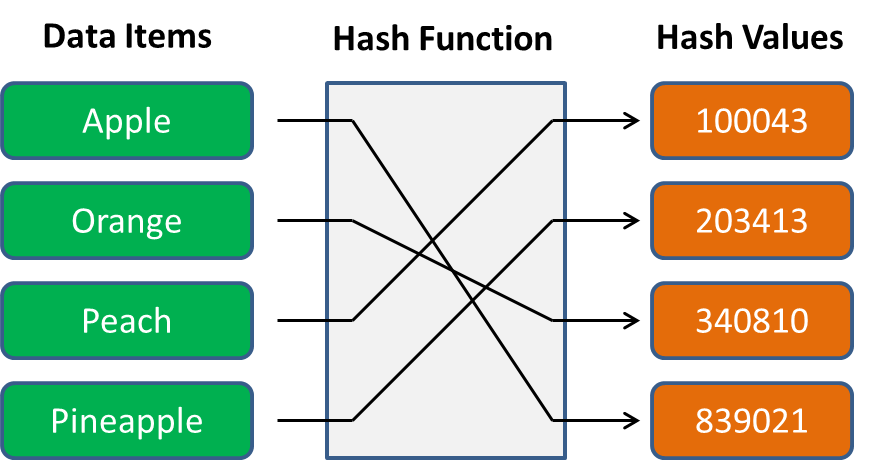 Data Items
Hash Function
Hash Values
Apple
100043
Orange
203413
Peach
340810
Pineapple
839021